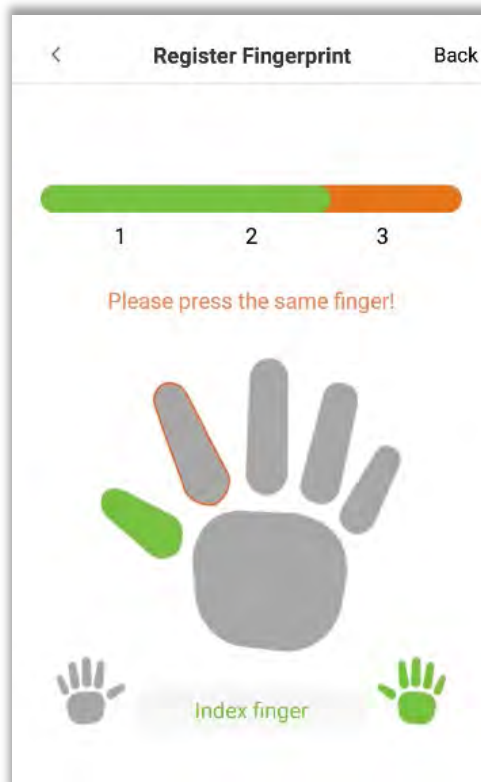 Register Fingerprint Back
1 2 3
Please press the same finger!
Index finger